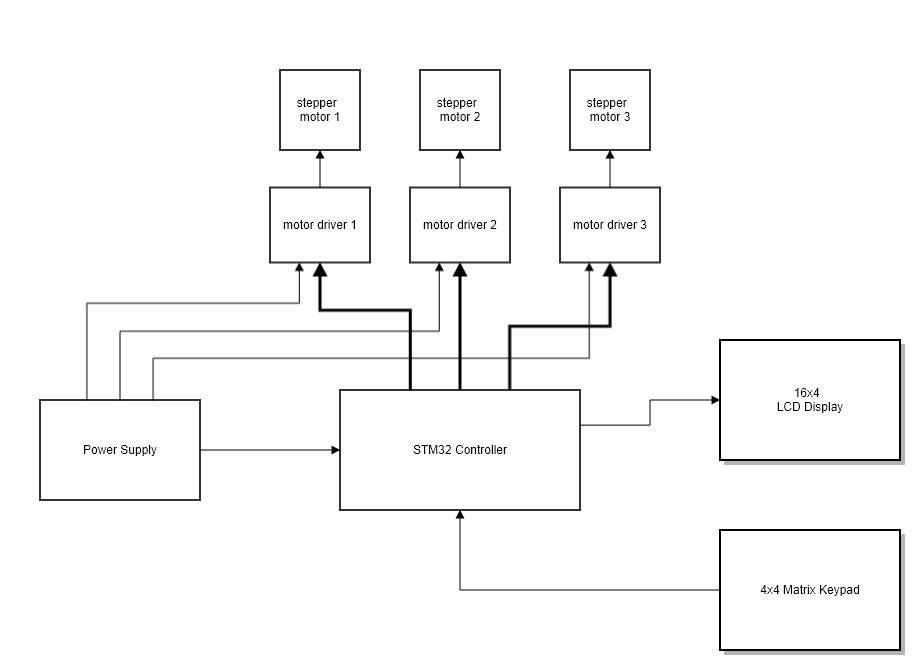 stepper
motor 1
stepper
motor 2
stepper
motor 3
motor driver 1
motor driver 2
motor driver 3
16x4
LCD Display
Power Supply
STM32 Controller
4x4 Matrix Keypad